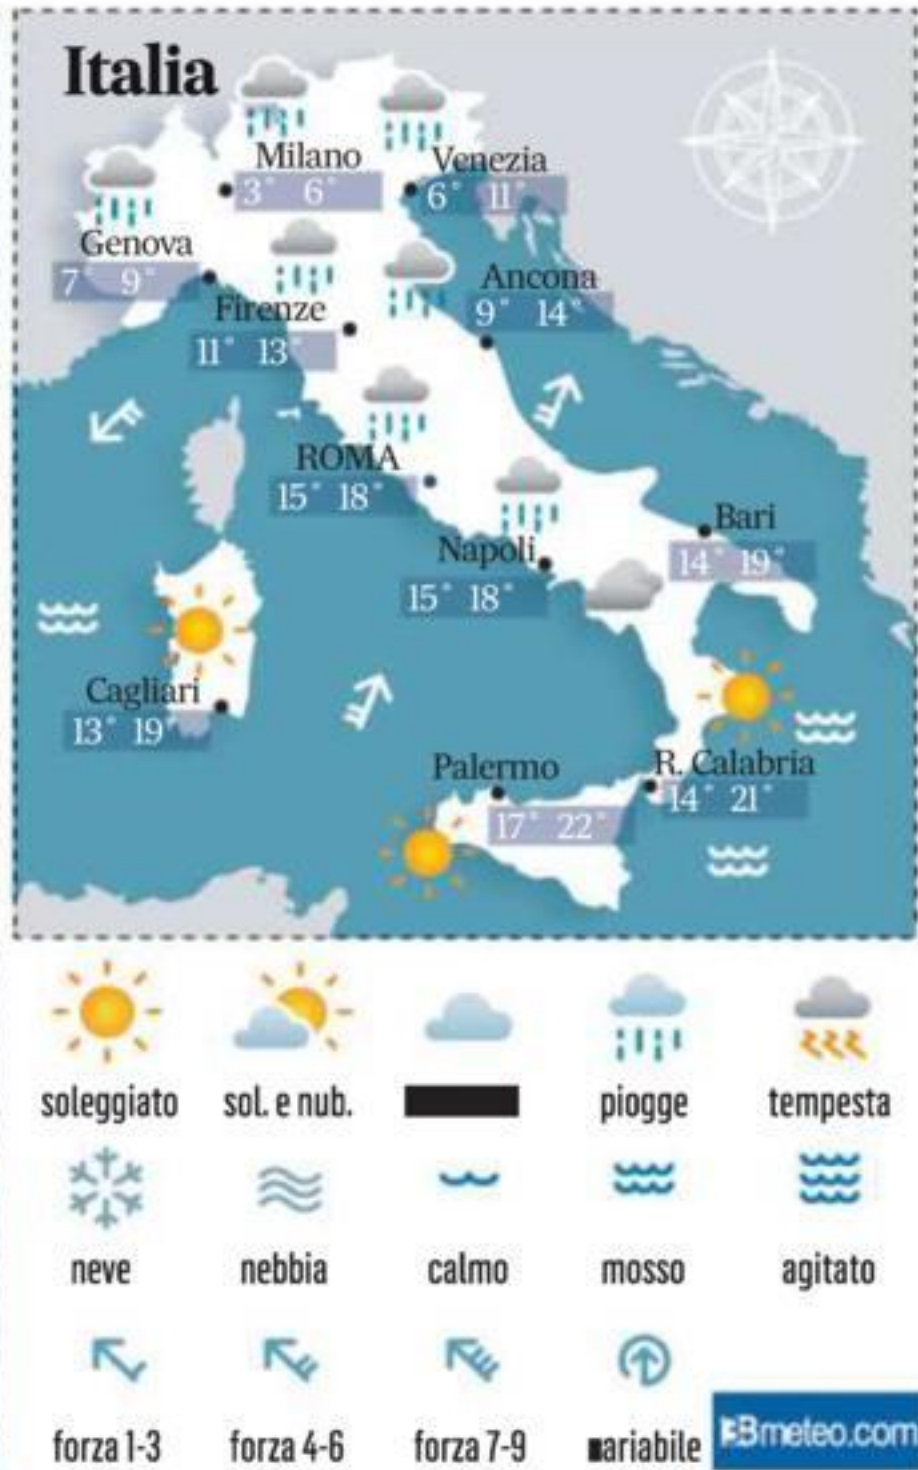 Italia
Milano
3° 6°
Venezia
6° 11°
Genova
7° 9°
Ancona
9° 14°
Firenze
11° 13°
ROMA
15° 18°
Bari
14° 19°
Napoli
15° 18°
Cagliari
13° 19°
Palermo
17° 22°
R. Calabria
14° 21°
soleggiato sol. e nub. piogge tempesta
neve nebbia calmo mosso agitato
forza 1-3 forza 4-6 forza 7-9 ariabile
Bmeteo.com